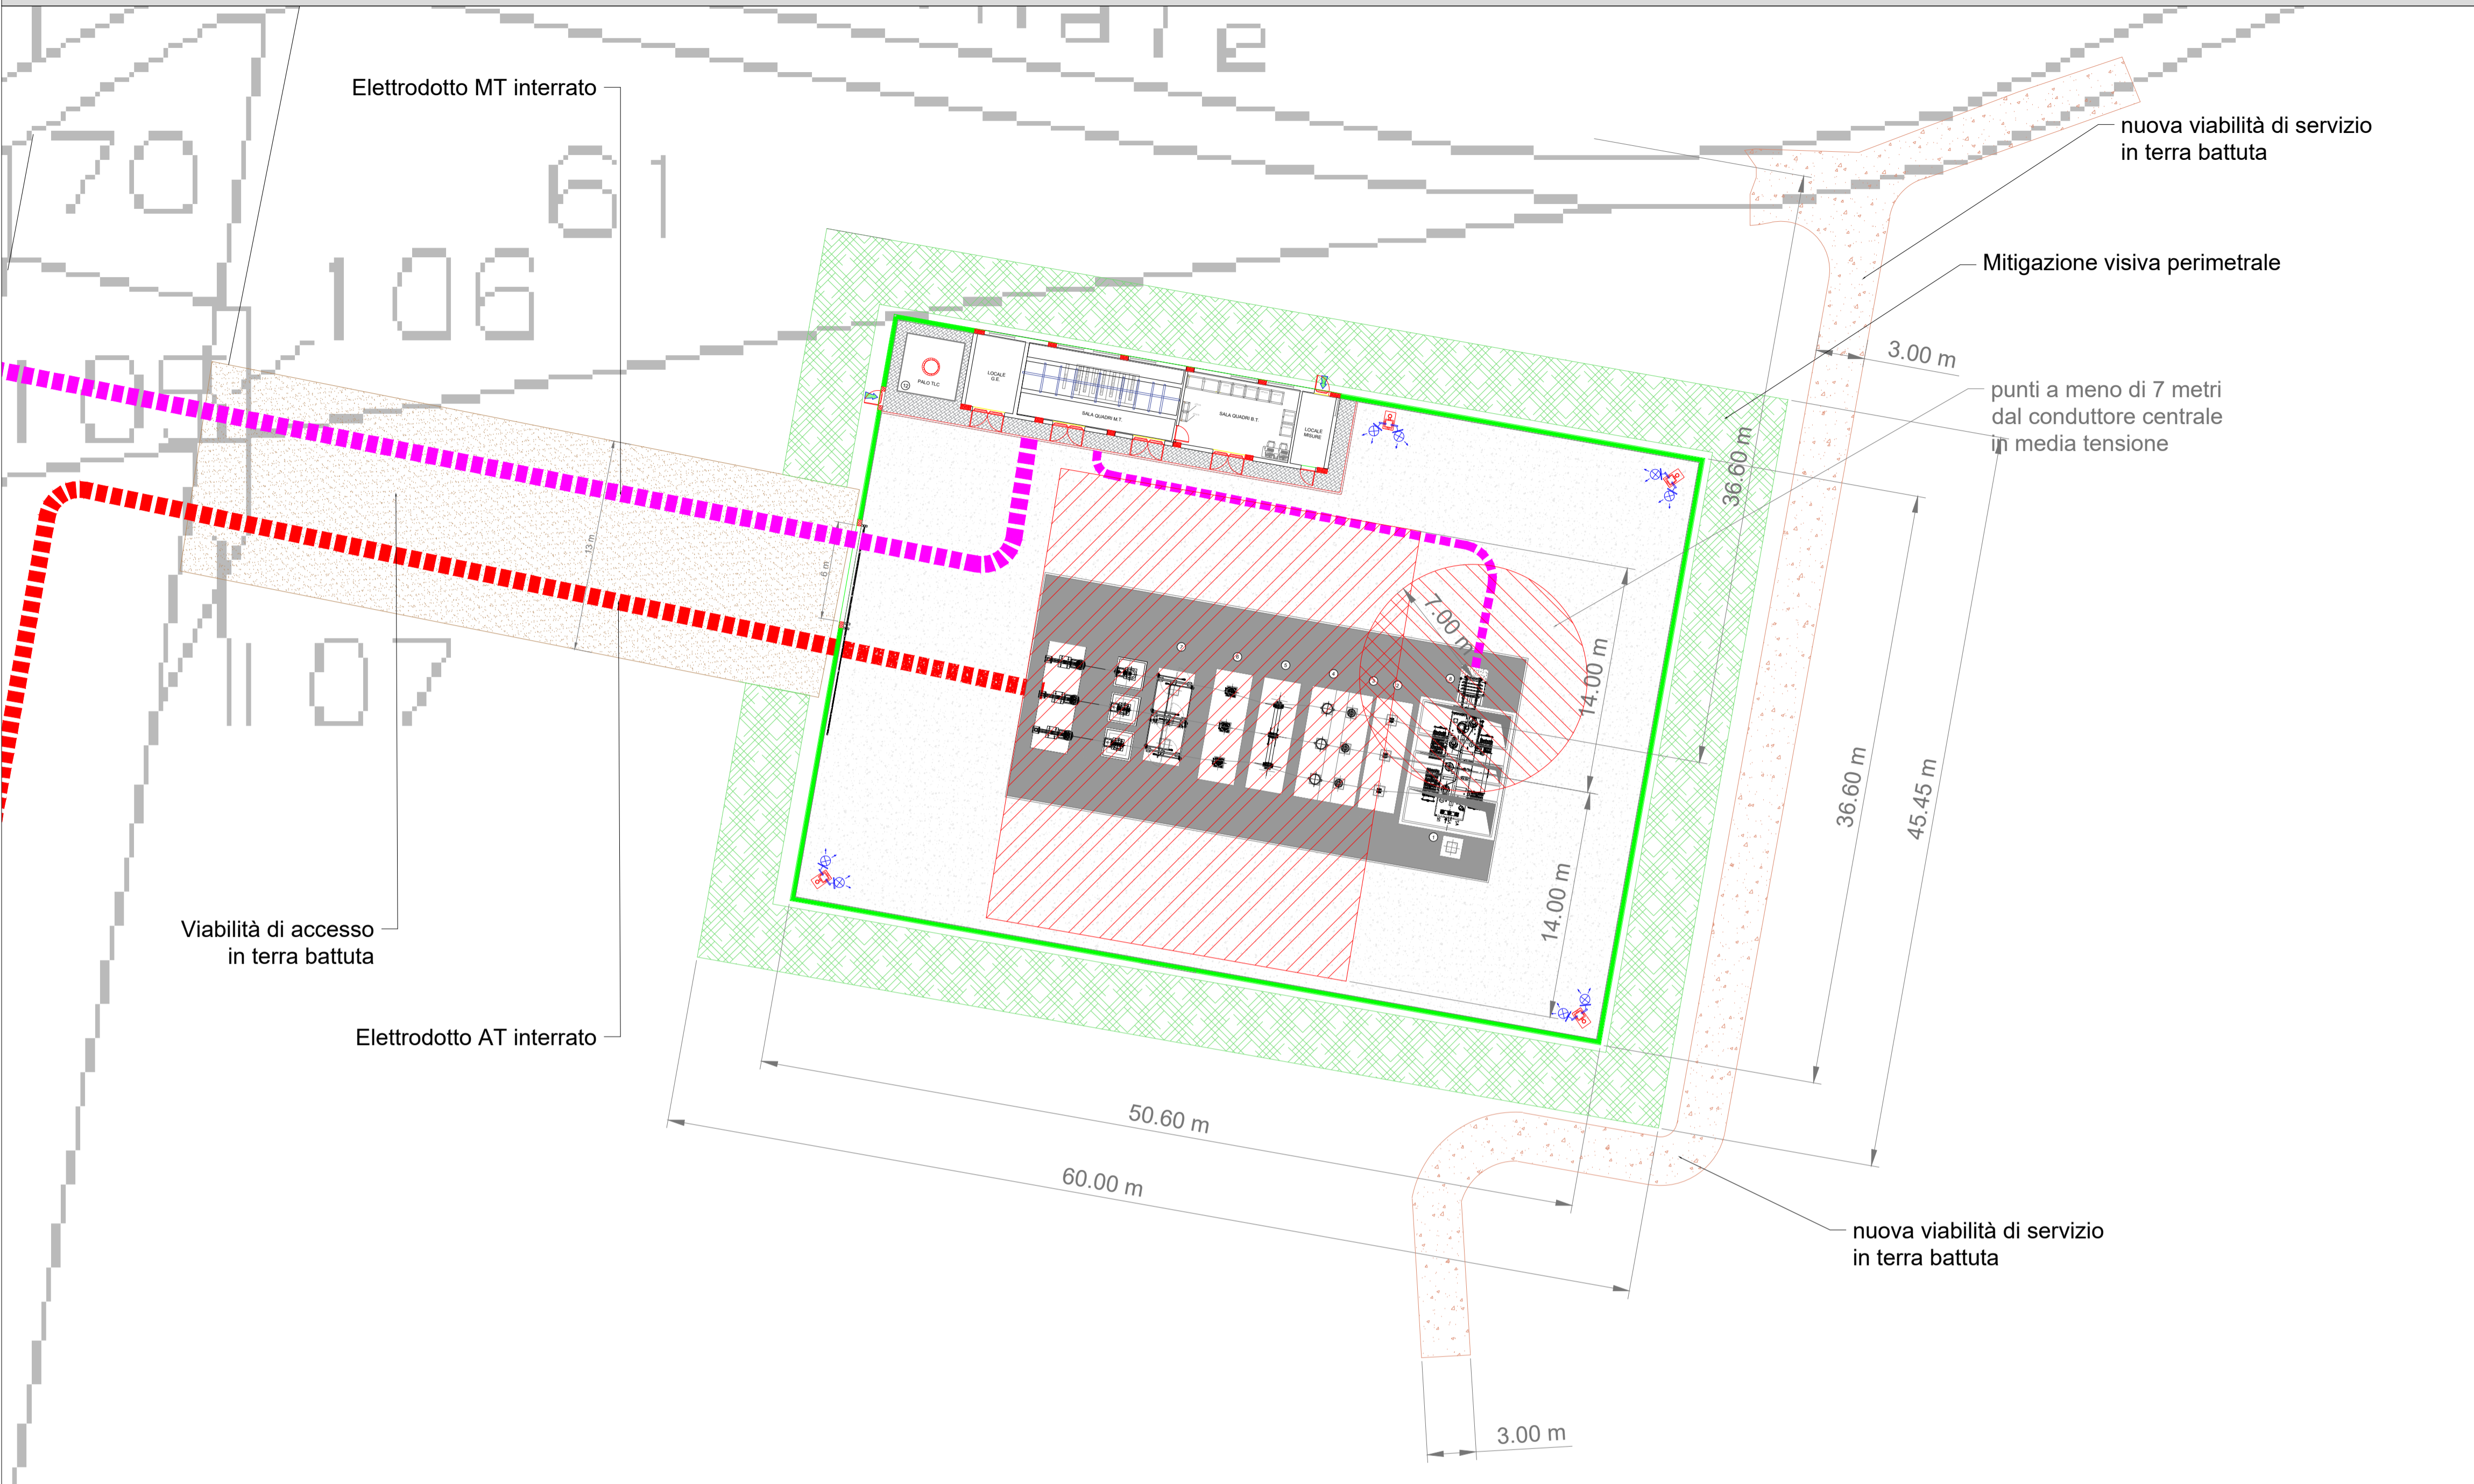 Elettrodotto MT interrato
nuova viabilità di servizio
in terra battuta
70
61
106
Mitigazione visiva perimetrale
3.00 m
punti a meno di 7 metri
dal conduttore centrale
in media tensione
PALO TLC
12
LOCALE
G.E.
SALA QUADRI M.T.
SALA QUADRI B.T.
LOCALE
MISURE
36.60 m
13 m
6 m
7.00 m
14.00 m
107
14.00 m
36.60 m
45.45 m
1
Viabilità di accesso
in terra battuta
Elettrodotto AT interrato
50.60 m
60.00 m
nuova viabilità di servizio
in terra battuta
3.00 m